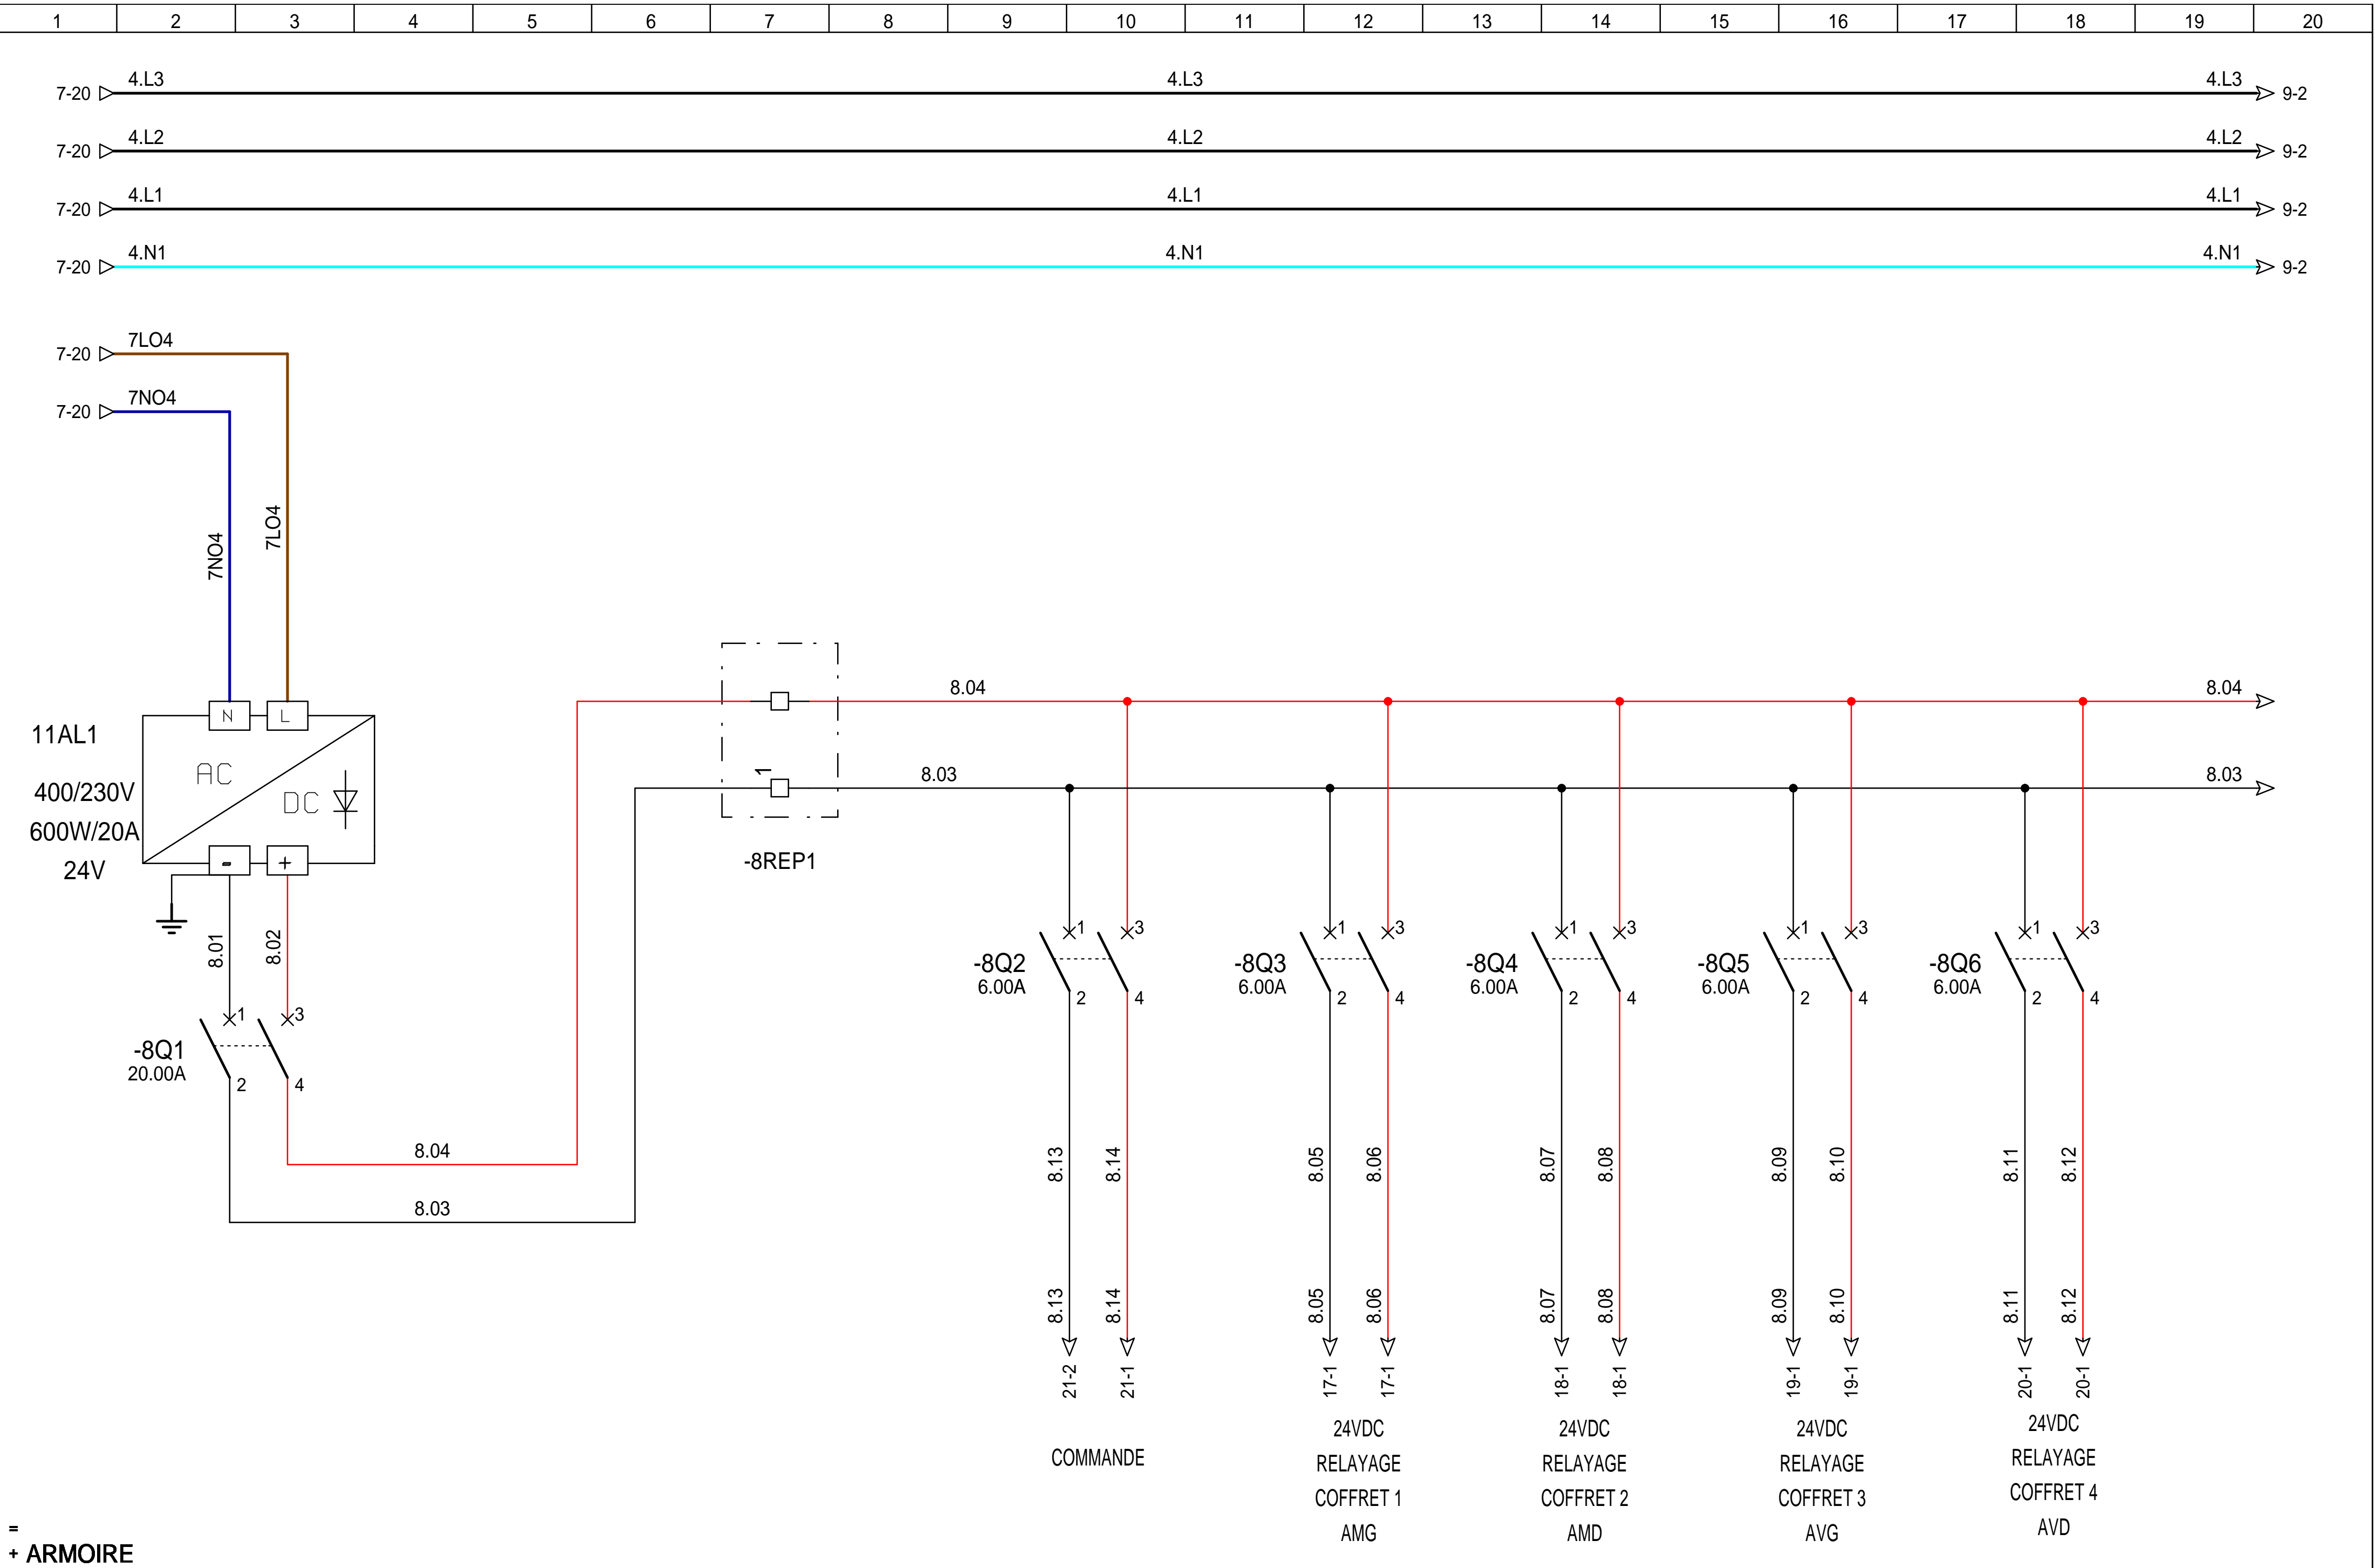 1 2 3 4 5 6 7 8 9 10 11 12 13 14 15 16 17 18 19 20
7-20 4.L3 4.L3 4.L3 9-2
7-20 4.L2 4.L2 4.L2 9-2
7-20 4.L1 4.L1 4.L1 9-2
7-20 4.N1 4.N1 4.N1 9-2
7-20 7LO4
7-20 7NO4
7NO4 7LO4
8.04 8.04
N L
11AL1
AC
1 8.03 8.03
400/230V DC
600W/20A
24V - +
-8REP1
8.01 8.02
1 3 1 3 1 3 1 3 1 3
-8Q2 -8Q3 -8Q4 -8Q5 -8Q6
6.00A 6.00A 6.00A 6.00A 6.00A
2 4 2 4 2 4 2 4 2 4
1 3
-8Q1
20.00A
2 4
8.04
8.13 8.14 8.05 8.06 8.07 8.08 8.09 8.10 8.11 8.12
8.03
8.13 8.14 8.05 8.06 8.07 8.08 8.09 8.10 8.11 8.12
21-2 21-1 17-1 17-1 18-1 18-1 19-1 19-1 20-1 20-1
COMMANDE
24VDC
RELAYAGE
COFFRET 1
AMG
24VDC
RELAYAGE
COFFRET 2
AMD
24VDC
RELAYAGE
COFFRET 3
AVG
24VDC
RELAYAGE
COFFRET 4
AVD
=
+ ARMOIRE